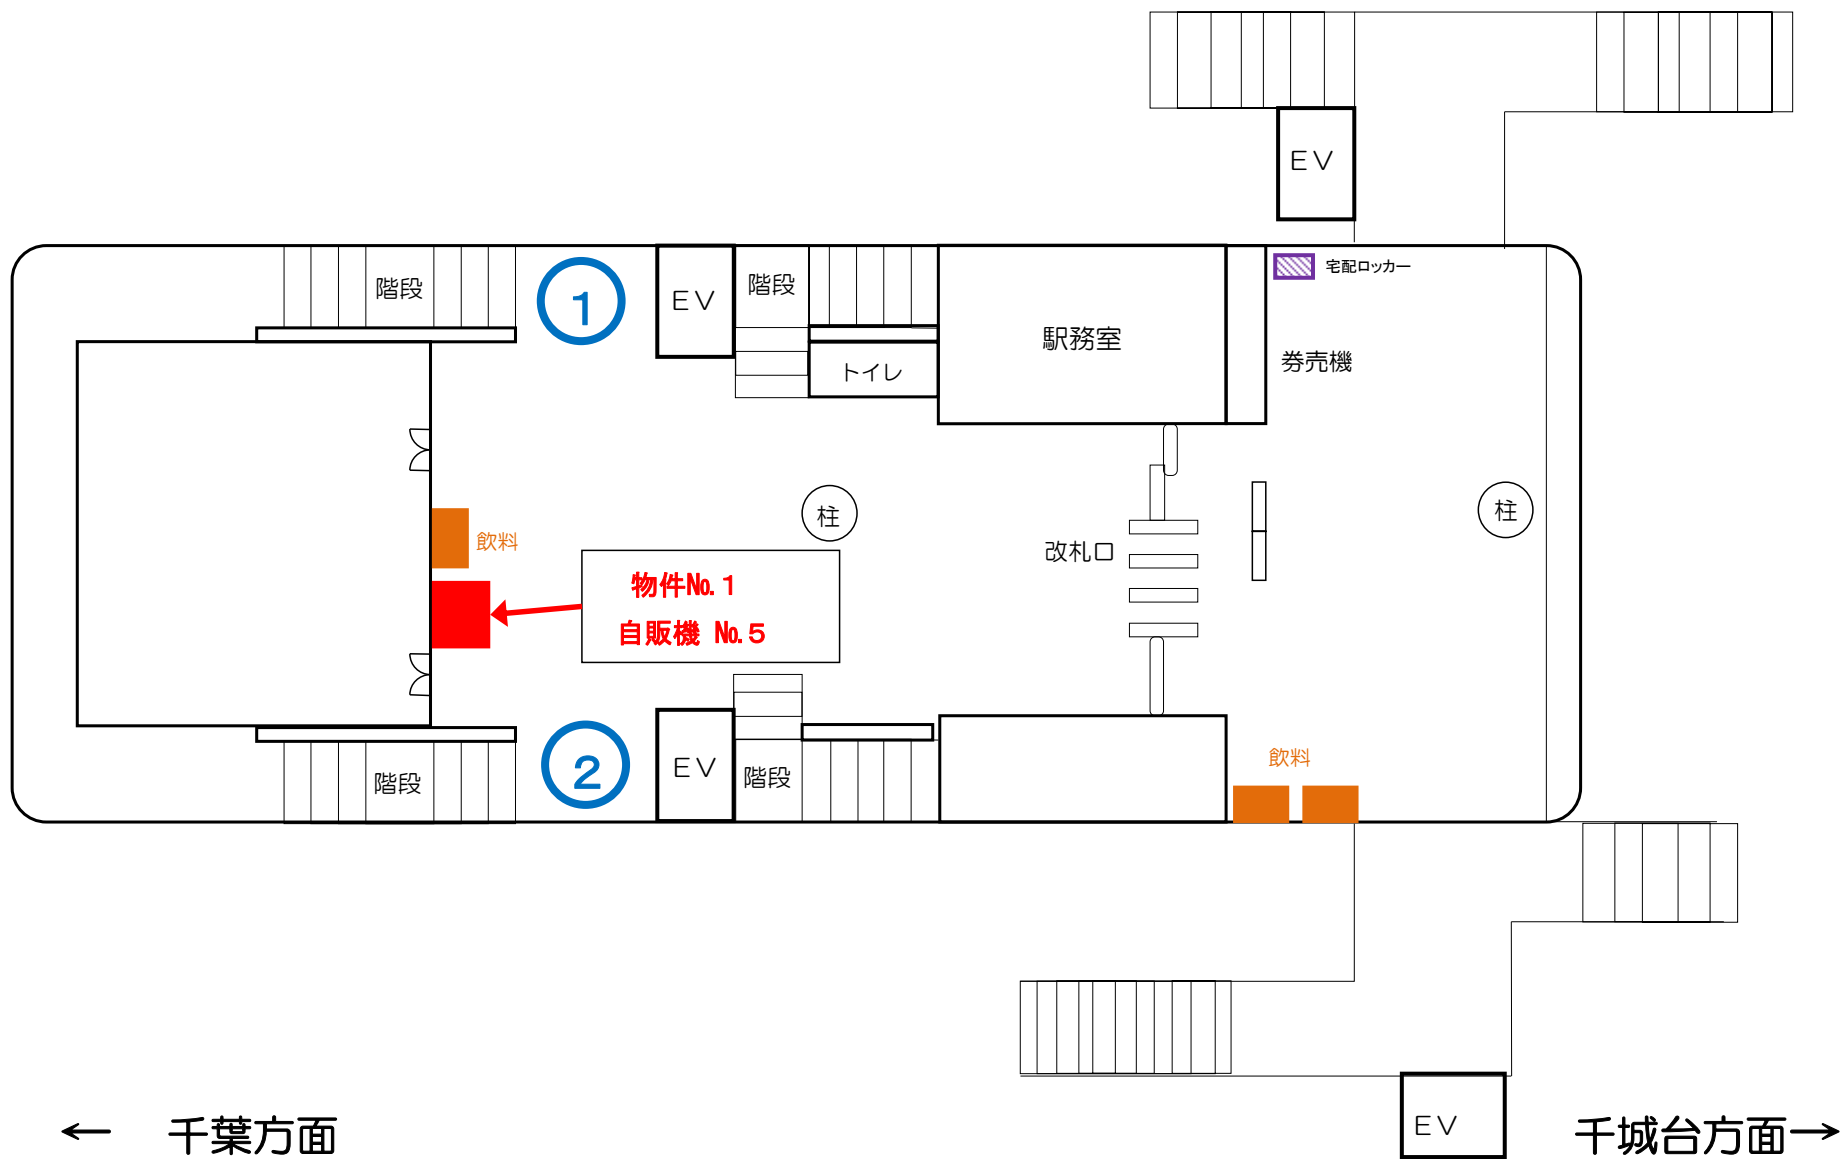 ＥＶ
宅配ロッカー
階段
1
ＥＶ
階段
駅務室
券売機
トイレ
柱
柱
飲料
改札口
物件№.１
自販機 №.５
飲料
階段
2
ＥＶ
階段
ＥＶ
← 千葉方面
千城台方面→